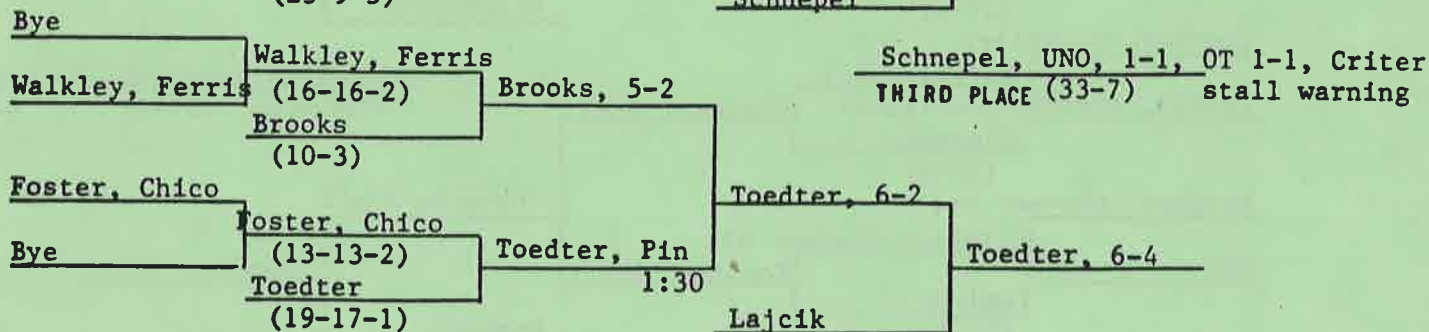 Bye
Walkley, Ferris
Schnepel, UNO, 1-1, OT 1-1, Criter
Walkley, Ferris (16-16-2)
Brooks, 5-2
THIRD PLACE (33-7) stall warning
Brooks
(10-3)
Foster, Chico
Toedter, 6-2
Foster, Chico
Bye
(13-13-2)
Toedter, Pin
Toedter, 6-4
Toedter
1:30
(19-17-1)
Lajcik